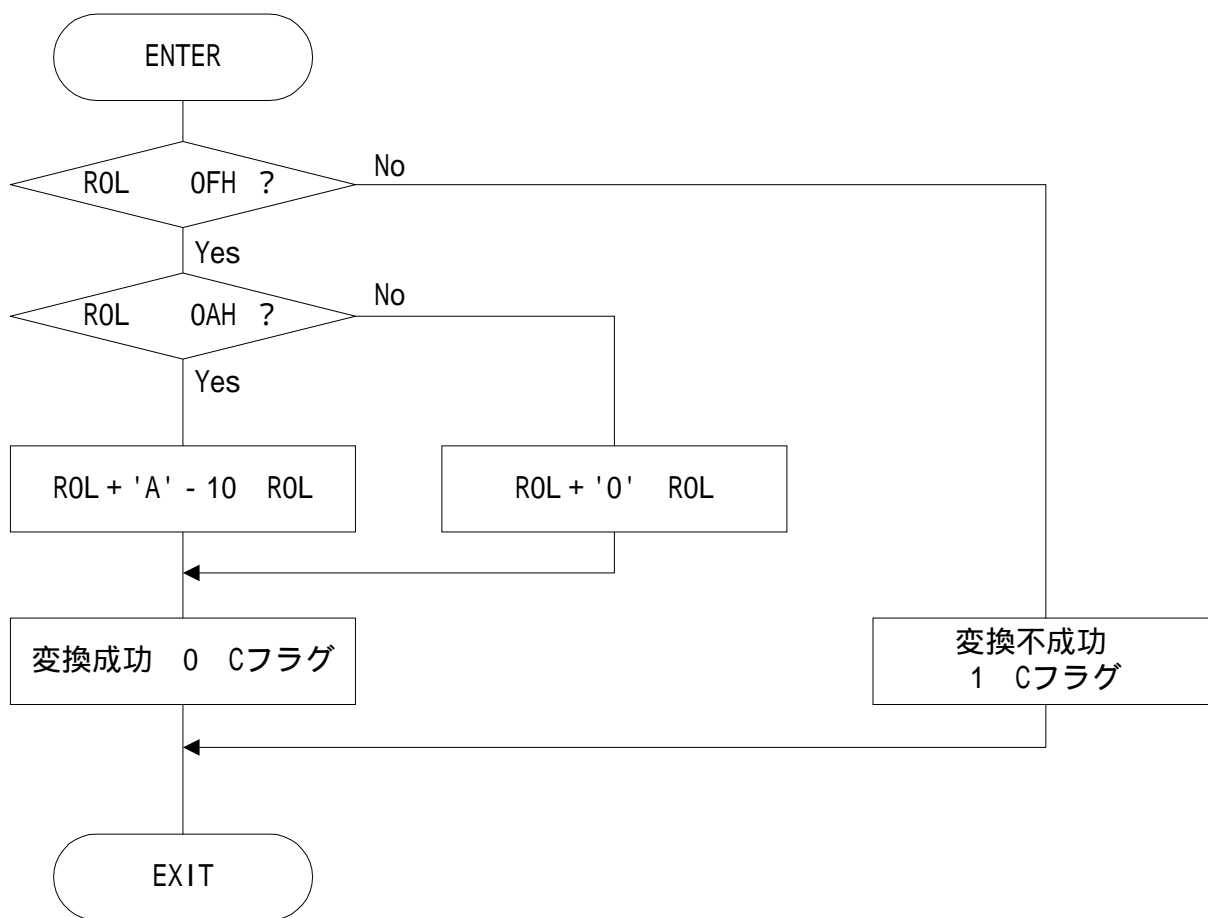 ENTER
R0L 0FH ?
No
Yes
R0L 0AH ?
No
Yes
R0L + 'A' - 10 R0L
R0L + '0' R0L
変換成功 0 Cフラグ
変換不成功
1 Cフラグ
EXIT